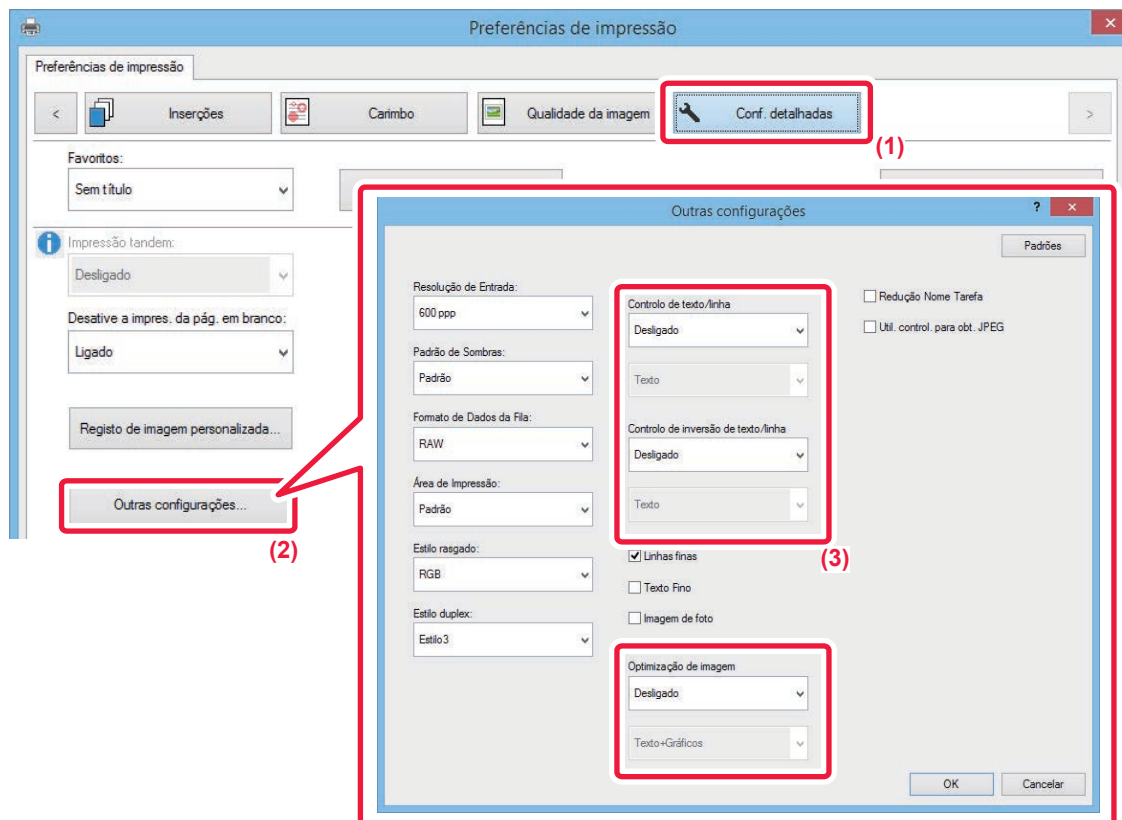 Preferências de impressão
Preferências de impressão
<
Inserções
Carimbo
Qualidade da imagem
Conf. detalhadas
>
(1)
Favoritos:
Sem título
Impressão tandem:
Desligado
Desative a impres. da pág. em branco:
Ligado
Registo de imagem personalizada...
Outras configurações...
(2)
Outras configurações
?
Padrões
Resolução de Entrada:
600 ppp
Padrão de Sombras:
Padrão
Formato de Dados da Fila:
RAW
Área de Impressão:
Padrão
Estilo rasgado:
RGB
Estilo duplex:
Estilo3
Controlo de texto/linha
Desligado
Texto
Controlo de inversão de texto/linha
Desligado
Texto
(3)
Linhas finas
Texto Fino
Imagem de foto
Optimização de imagem
Desligado
Texto+Gráficos
Redução Nome Tarefa
Util. control. para obt. JPEG
OK
Cancelar